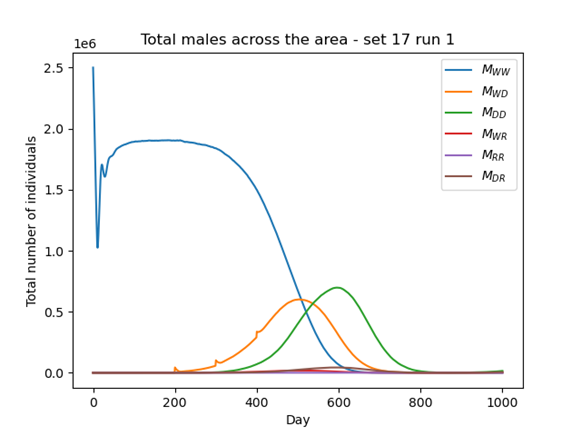 Total males across the area - set 17 run 1
1e6
2.5
2.0
1.5
1.0
0.5
0.0
Total number of individuals
0 200 400 600 800 1000
Day
M_WW
M_WD
M_DD
M_WR
M_RR
M_DR